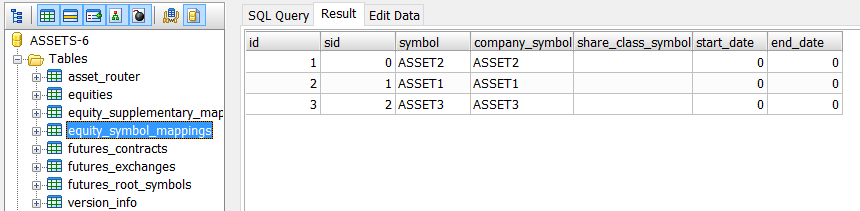 ASSETS-6
Tables
asset_router
equities
equity_supplementary_map
equity_symbol_mappings
futures_contracts
futures_exchanges
futures_root_symbols
version_info
SQL Query Result Edit Data
id sid symbol company_symbol share_class_symbol start_date end_date
1 0 ASSET2 ASSET2 0 0
2 1 ASSET1 ASSET1 0 0
3 2 ASSET3 ASSET3 0 0